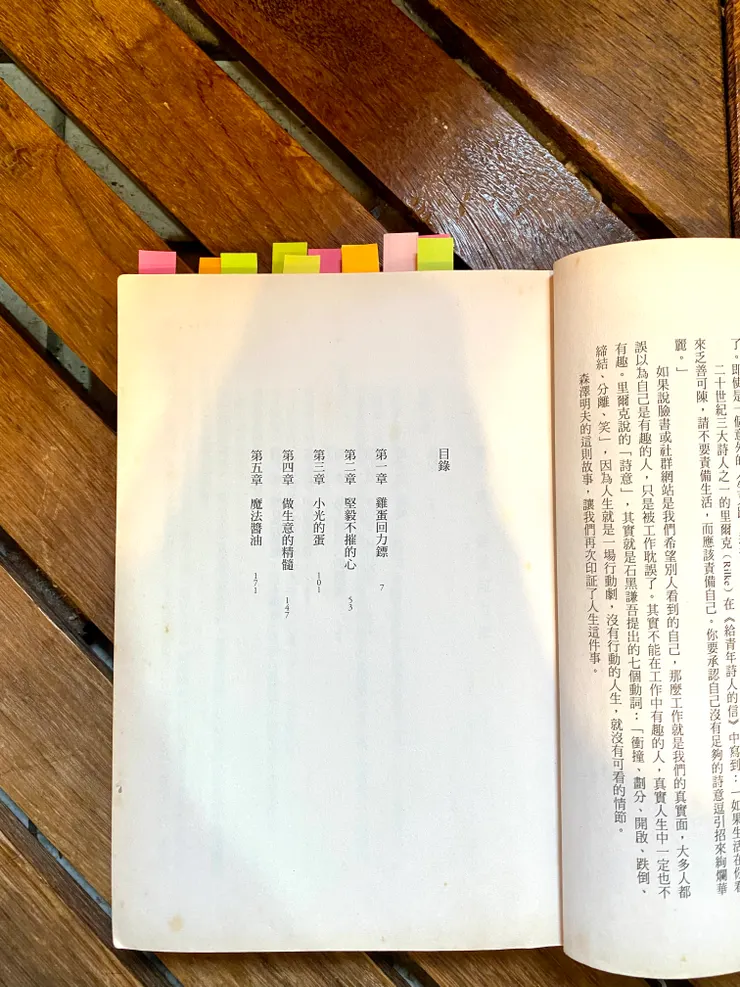 了。即使是一個意外的
二十世紀三大詩人之一的里爾克（Rilke）在《給青年詩人的信》中寫到：「如果生活在你看
來乏善可陳，請不要責備生活，而應該責備自己。你要承認自己沒有足夠的詩意逗引招來絢爛華
麗。」
如果說臉書或社群網站是我們希望別人看到的自己，那麼工作就是我們的真實面，大多人都
誤以為自己是有趣的人，只是被工作耽誤了。其實不能在工作中有趣的人，真實人生中一定也不
有趣。里爾克說的「詩意」，其實就是石黑謙吾提出的七個動詞：「衝撞、劃分、開啟、跌倒、
締結、分離、笑」，因為人生就是一場行動劇，沒有行動的人生，就沒有可看的情節。
森澤明夫的這則故事，讓我們再次印証了人生這件事。
目錄
第一章 雞蛋回力鏢 7
第二章 堅毅不摧的心 53
第三章 小光的蛋 101
第四章 做生意的精髓 147
第五章 魔法醬油 171